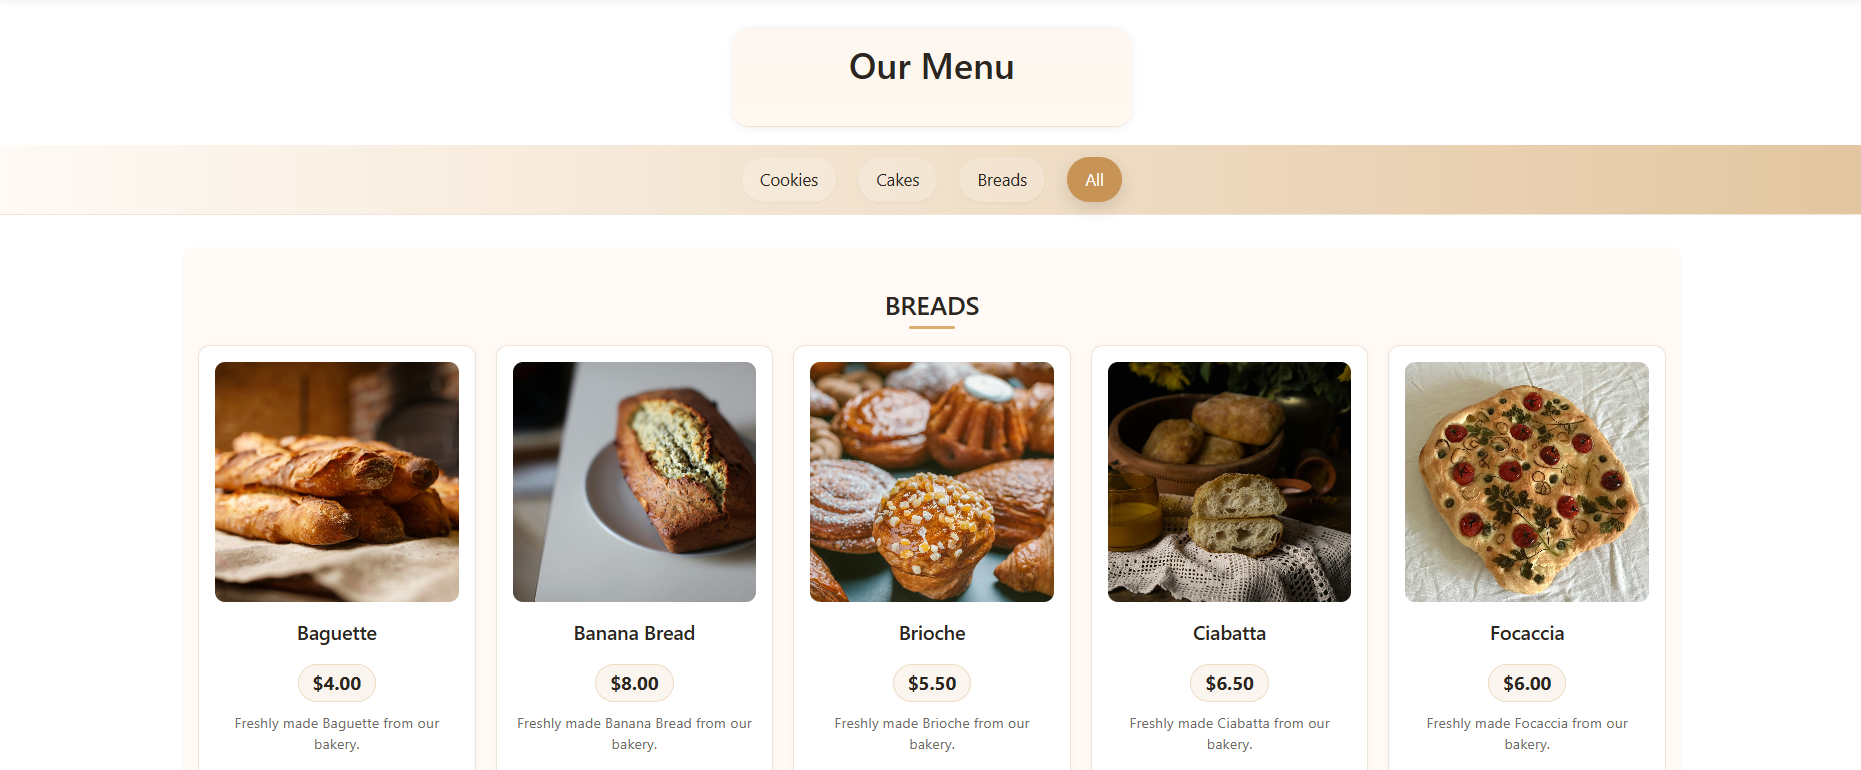 Our Menu
Cookies
Cakes
Breads
All
BREADS
Baguette
$4.00
Freshly made Baguette from our
bakery.
Banana Bread
$8.00
Freshly made Banana Bread from our
bakery.
Brioche
$5.50
Freshly made Brioche from our
bakery.
Ciabatta
$6.50
Freshly made Ciabatta from our
bakery.
Focaccia
$6.00
Freshly made Focaccia from our
bakery.